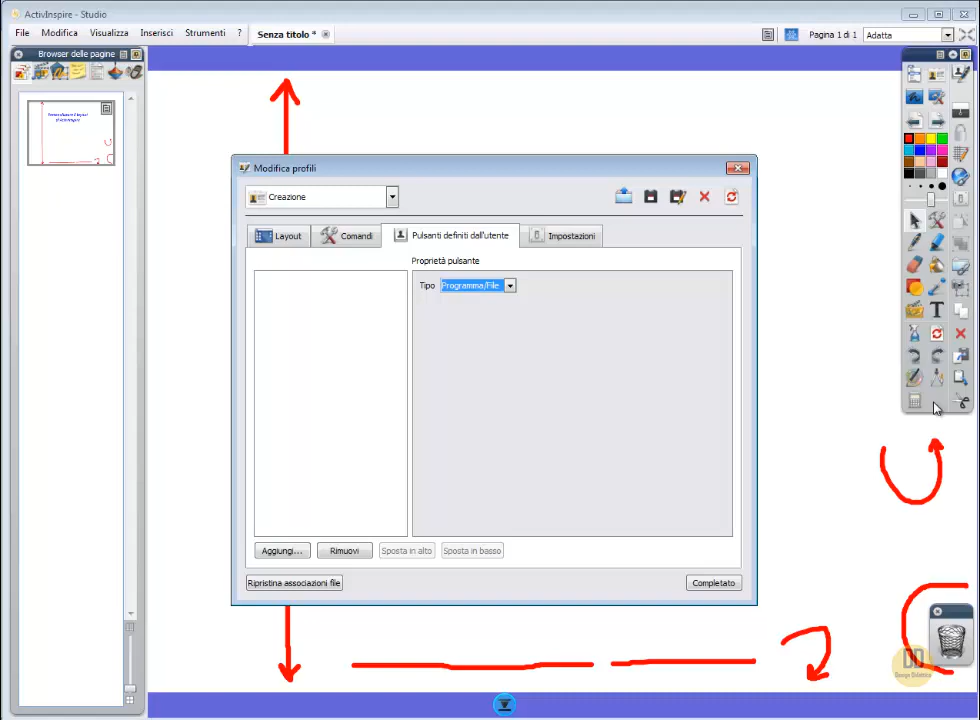 ActivInspire - Studio
File Modifica Visualizza Inserisci Strumenti ? Senza titolo * Pagina 1 di 1 Adatta
Browser delle pagine
Modifica profili
Creazione
Layout Comandi Pulsanti definiti dall'utente Impostazioni
Proprietà pulsante
Tipo Programma/File
Aggiungi... Rimuovi Sposta in alto Sposta in basso
Ripristina associazioni file Completato
T